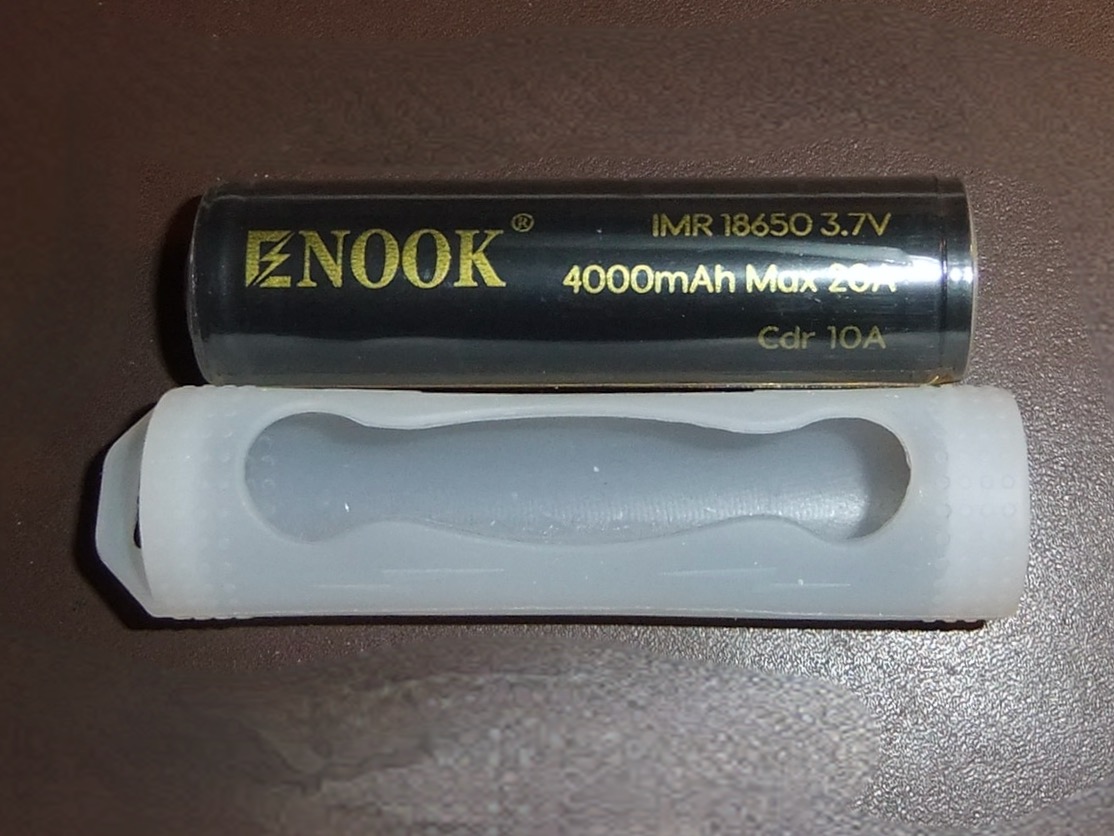 ENOOK®
IMR 18650 3.7V
4000mAh Max 20A
Cdr 10A